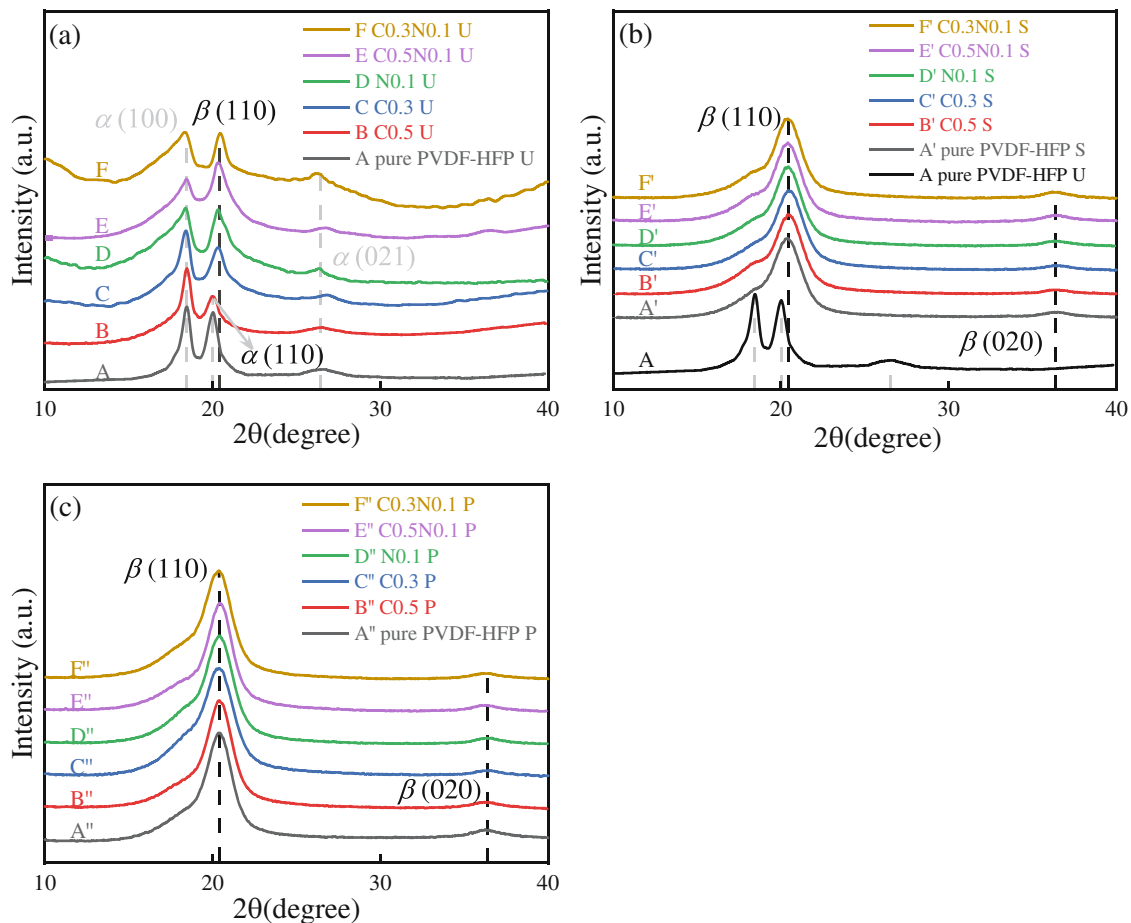 (a)
F C0.3N0.1 U
E C0.5N0.1 U
D N0.1 U
C C0.3 U
B C0.5 U
A pure PVDF-HFP U
α (100)
β (110)
F
E
D
C
B
A
α (021)
α (110)
Intensity (a.u.)
10 20 30 40
2θ(degree)
(b)
F' C0.3N0.1 S
E' C0.5N0.1 S
D' N0.1 S
C' C0.3 S
B' C0.5 S
A' pure PVDF-HFP S
A pure PVDF-HFP U
β (110)
F'
E'
D'
C'
B'
A'
A
β (020)
Intensity (a.u.)
10 20 30 40
2θ(degree)
(c)
F" C0.3N0.1 P
E" C0.5N0.1 P
D" N0.1 P
C" C0.3 P
B" C0.5 P
A" pure PVDF-HFP P
β (110)
F"
E"
D"
C"
B"
A"
β (020)
Intensity (a.u.)
10 20 30 40
2θ(degree)